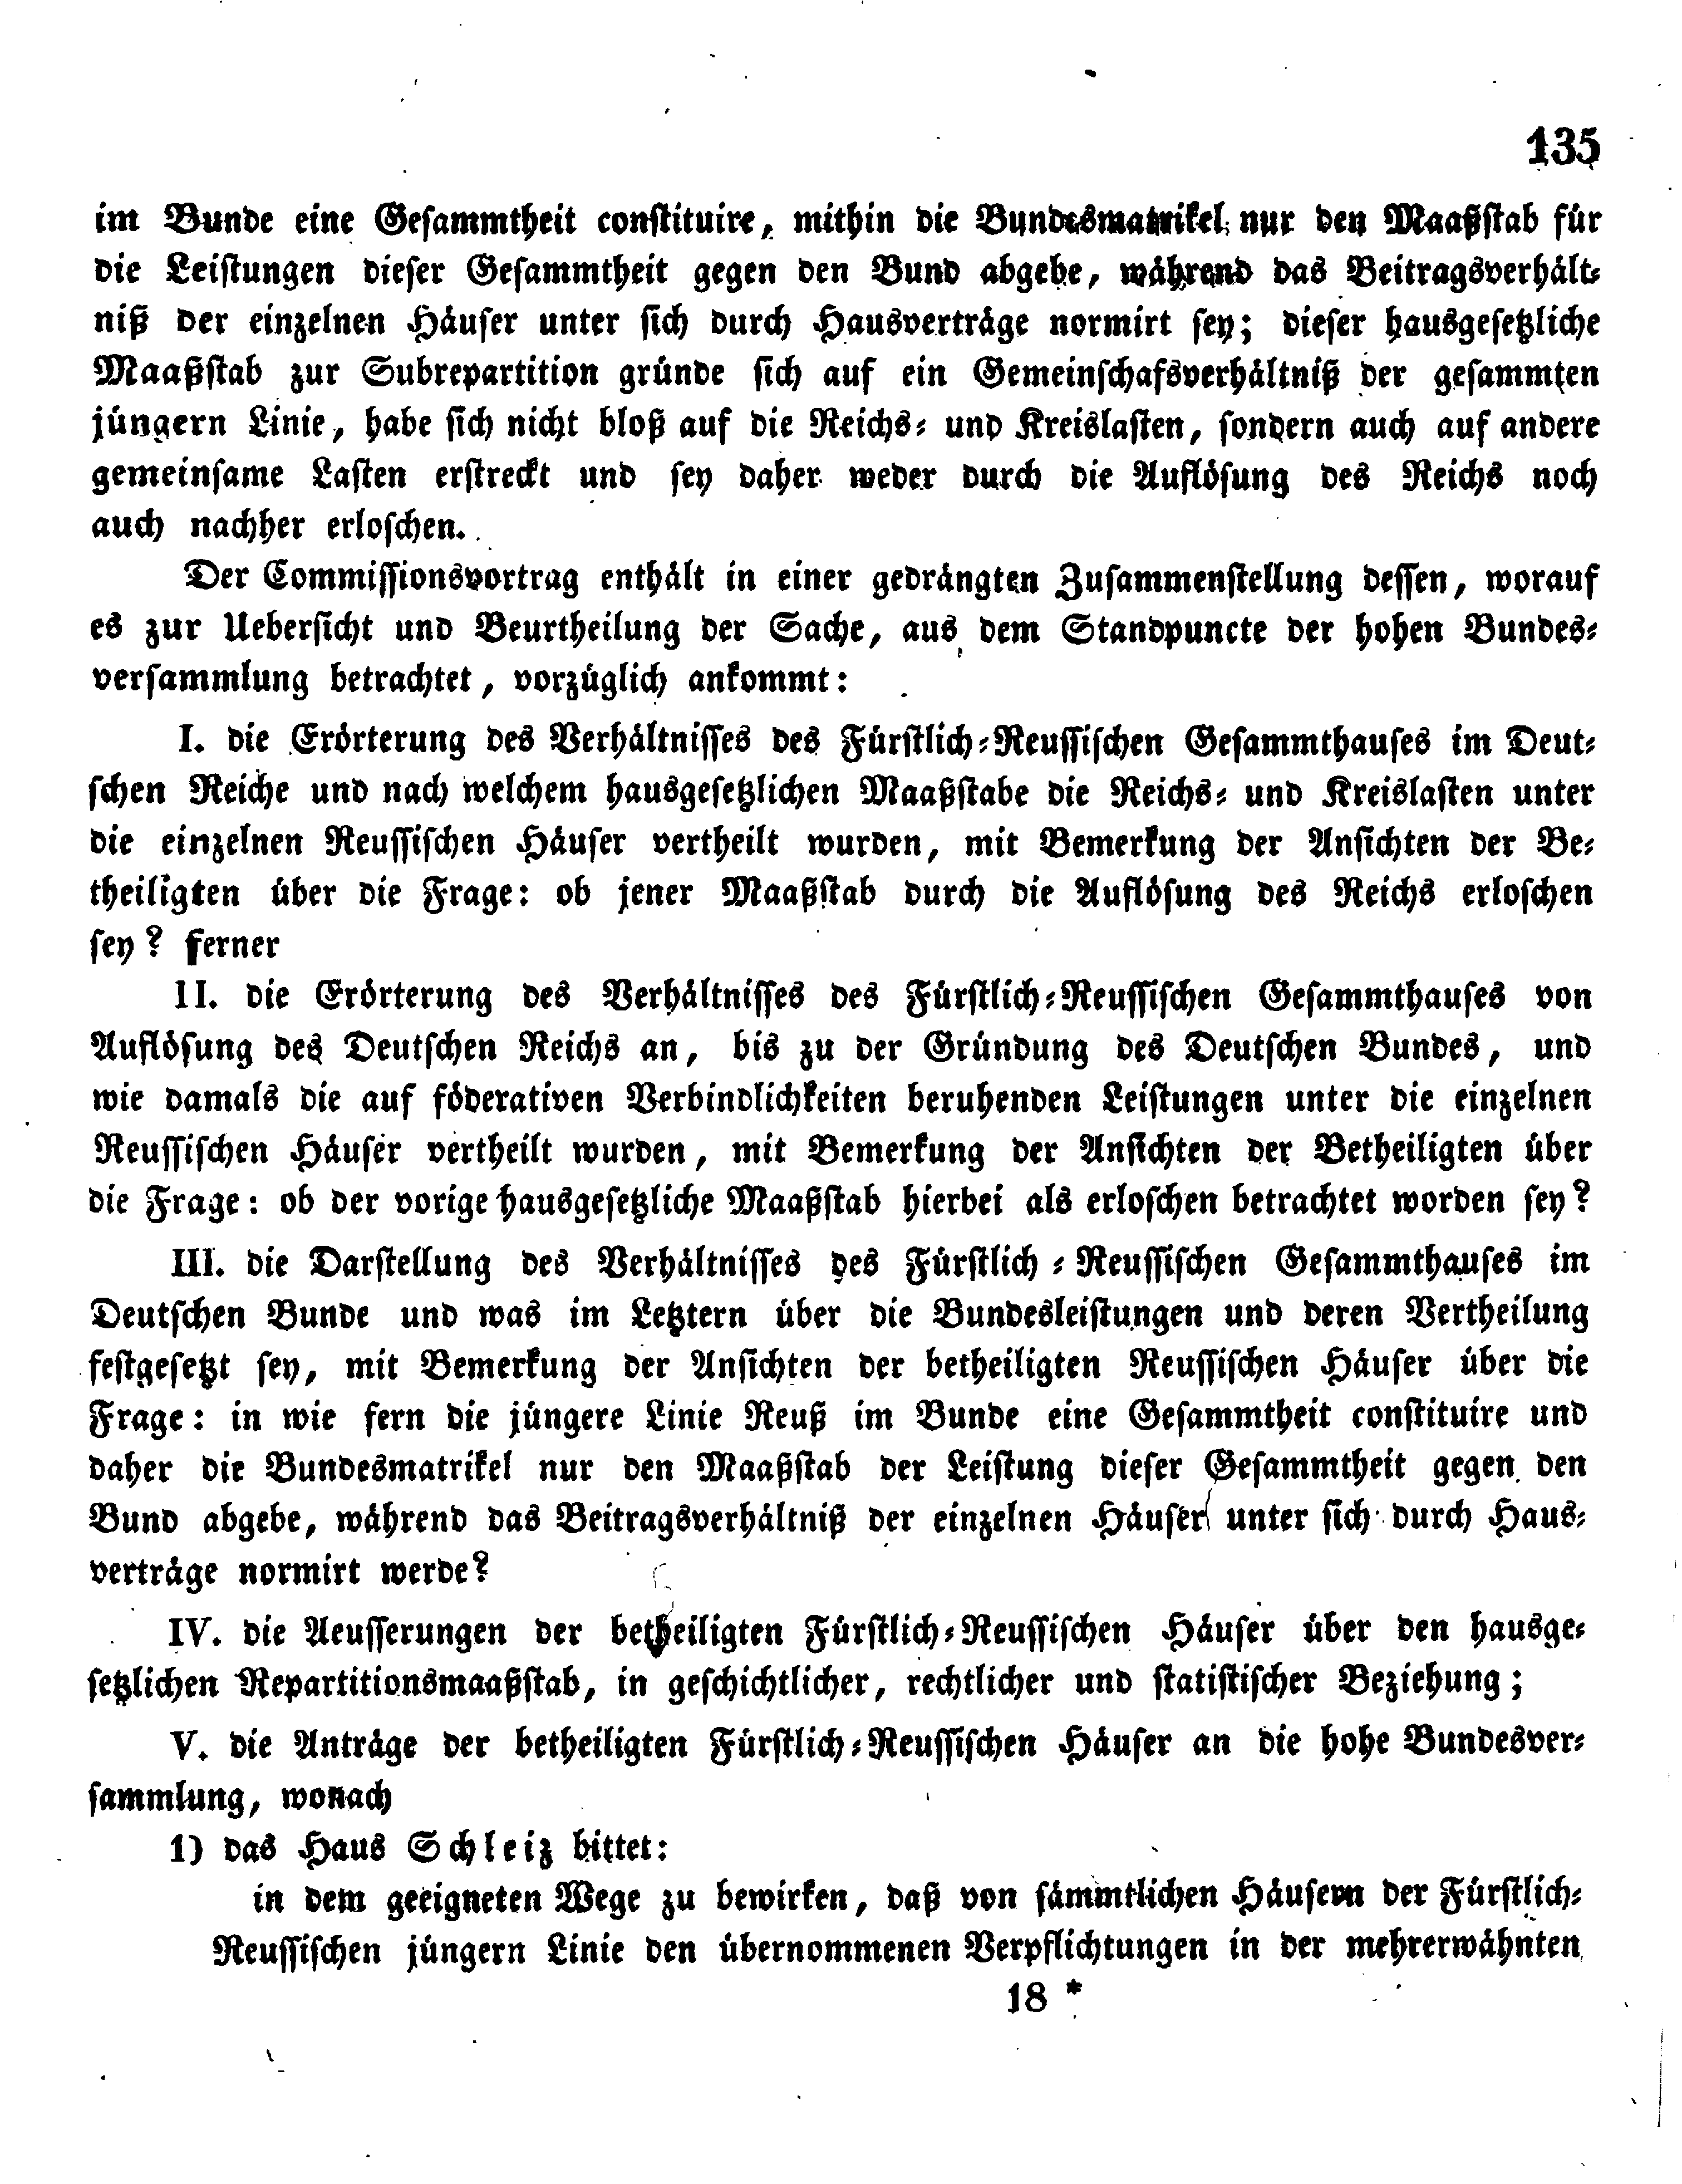 135
im Bunde eine Gesammtheit constituire, mithin die Bundesmatrikel nur den Maaßstab für
die Leistungen dieser Gesammtheit gegen den Bund abgebe, während das Beitragsverhält-
niß der einzelnen Häuser unter sich durch Hausverträge normirt sey; dieser hausgesetzliche
Maaßstab zur Subrepartition gründe sich auf ein Gemeinschafsverhältniß der gesammten
jüngern Linie, habe sich nicht bloß auf die Reichs- und Kreislasten, sondern auch auf andere
gemeinsame Lasten erstreckt und sey daher weder durch die Auflösung des Reichs noch
auch nachher erloschen.
Der Commissionsvortrag enthält in einer gedrängten Zusammenstellung dessen, worauf
es zur Uebersicht und Beurtheilung der Sache, aus dem Standpuncte der hohen Bundes-
versammlung betrachtet, vorzüglich ankommt:
I. die Erörterung des Verhältnisses des Fürstlich-Reussischen Gesammthauses im Deut-
schen Reiche und nach welchem hausgesetzlichen Maaßstabe die Reichs- und Kreislasten unter
die einzelnen Reussischen Häuser vertheilt wurden, mit Bemerkung der Ansichten der Be-
theiligten über die Frage: ob jener Maaßstab durch die Auflösung des Reichs erloschen
sey? ferner
II. die Erörterung des Verhältnisses des Fürstlich-Reussischen Gesammthauses von
Auflösung des Deutschen Reichs an, bis zu der Gründung des Deutschen Bundes, und
wie damals die auf föderativen Verbindlichkeiten beruhenden Leistungen unter die einzelnen
Reussischen Häuser vertheilt wurden, mit Bemerkung der Ansichten der Betheiligten über
die Frage: ob der vorige hausgesetzliche Maaßstab hierbei als erloschen betrachtet worden sey?
III. die Darstellung des Verhältnisses des Fürstlich-Reussischen Gesammthauses im
Deutschen Bunde und was im Letztern über die Bundesleistungen und deren Vertheilung
festgesetzt sey, mit Bemerkung der Ansichten der betheiligten Reussischen Häuser über die
Frage: in wie fern die jüngere Linie Reuß im Bunde eine Gesammtheit constituire und
daher die Bundesmatrikel nur den Maaßstab der Leistung dieser Gesammtheit gegen den
Bund abgebe, während das Beitragsverhältniß der einzelnen Häuser unter sich durch Haus-
verträge normirt werde?
IV. die Aeusserungen der betheiligten Fürstlich-Reussischen Häuser über den hausge-
setzlichen Repartitionsmaaßstab, in geschichtlicher, rechtlicher und statistischer Beziehung;
V. die Anträge der betheiligten Fürstlich-Reussischen Häuser an die hohe Bundesver-
sammlung, wonach
1) das Haus Schleiz bittet:
in dem geeigneten Wege zu bewirken, daß von sämmtlichen Häusern der Fürstlich-
Reussischen jüngern Linie den übernommenen Verpflichtungen in der mehrerwähnten
18 *